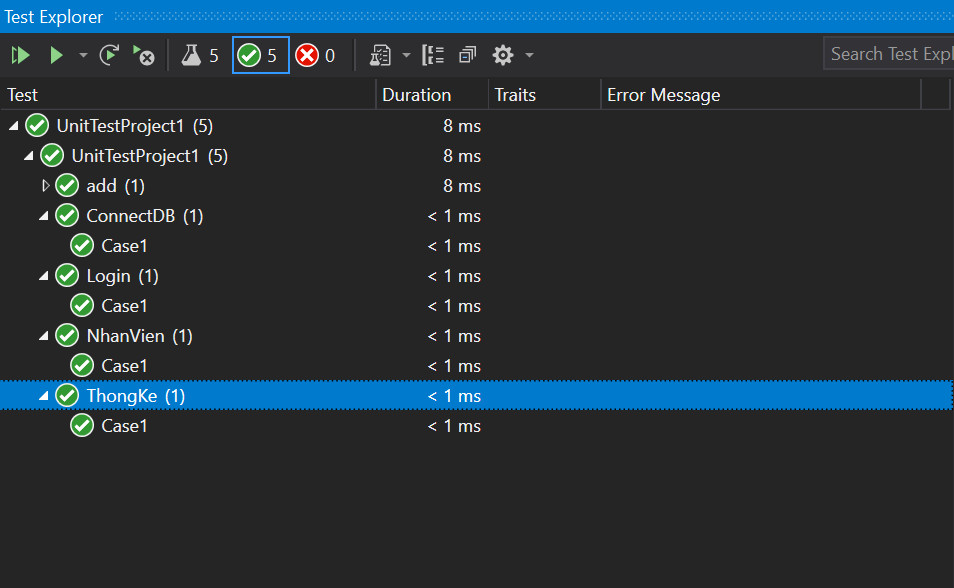 Test Explorer
5 5 0 Search Test Expl
Test Duration Traits Error Message
UnitTestProject1 (5) 8 ms
UnitTestProject1 (5) 8 ms
add (1) 8 ms
ConnectDB (1) < 1 ms
Case1 < 1 ms
Login (1) < 1 ms
Case1 < 1 ms
NhanVien (1) < 1 ms
Case1 < 1 ms
ThongKe (1) < 1 ms
Case1 < 1 ms